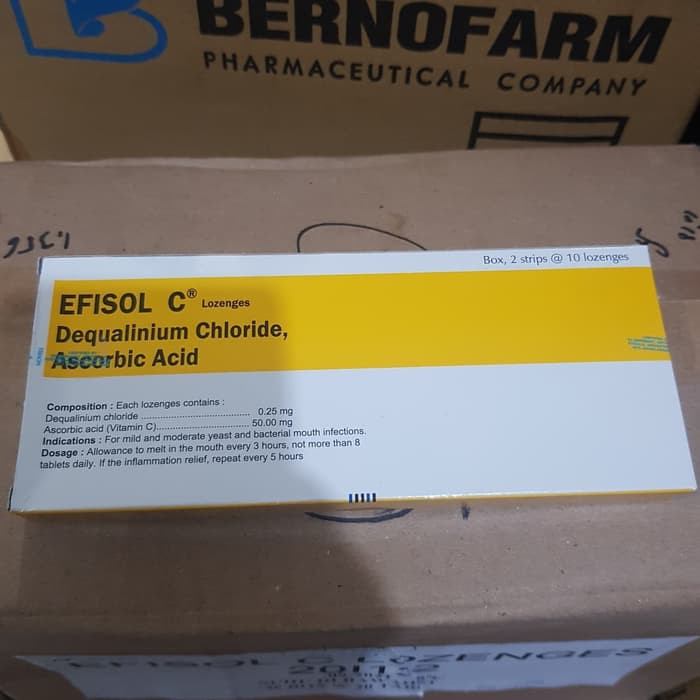 BERNOFARM
PHARMACEUTICAL COMPANY
Box, 2 strips @ 10 lozenges
EFISOL C® Lozenges
Dequalinium Chloride,
Ascorbic Acid
Composition : Each lozenges contains :
Dequalinium chloride ........................................ 0.25 mg
Ascorbic acid (Vitamin C)................................ 50.00 mg
Indications : For mild and moderate yeast and bacterial mouth infections.
Dosage : Allowance to melt in the mouth every 3 hours, not more than 8
tablets daily. If the inflammation relief, repeat every 5 hours
EFISOL C LOZENGES